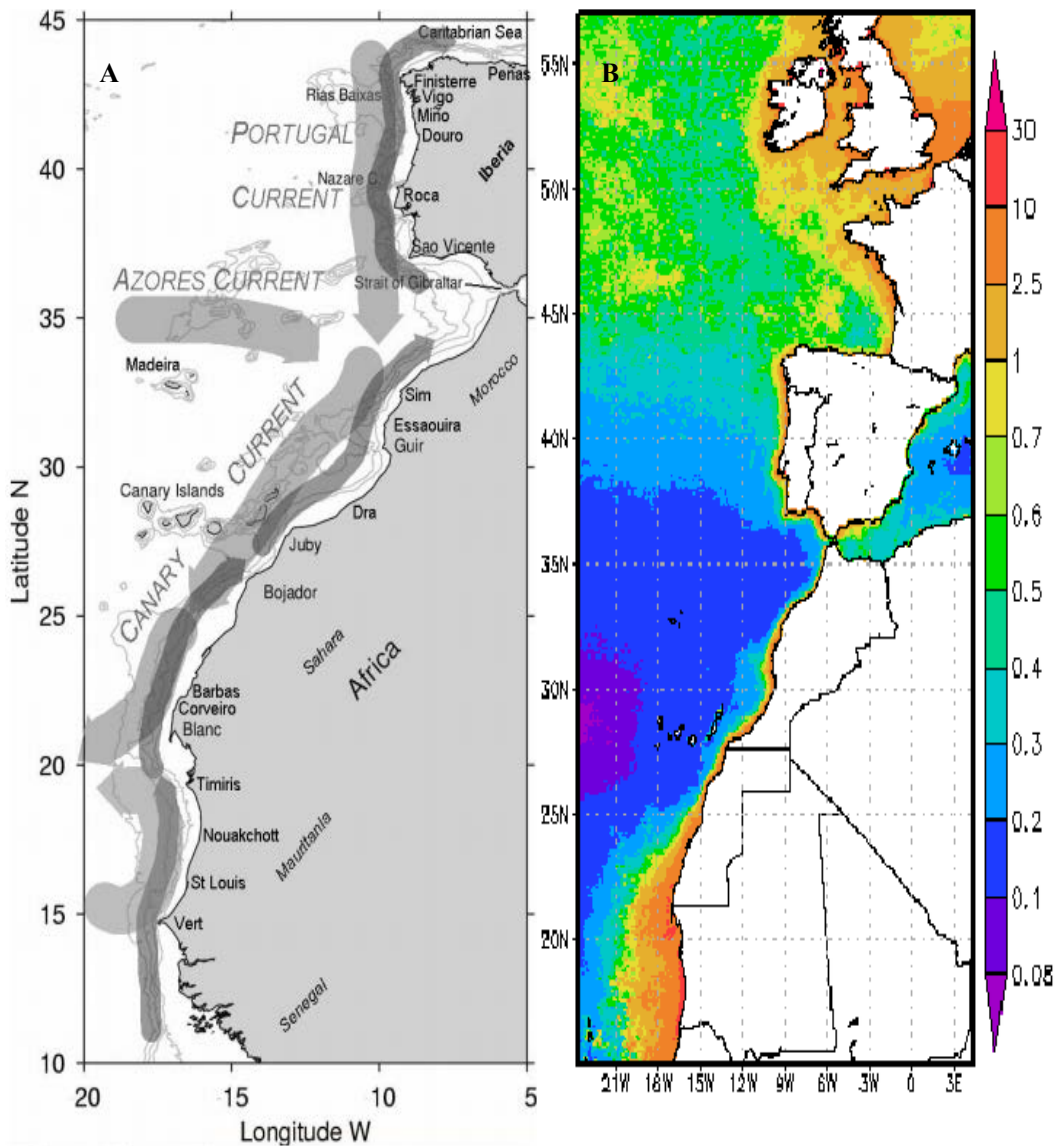 A
45
40
35
30
25
20
15
10
20
15
10
5
Latitude N
Longitude W
Cantabrian Sea
Penas
Finisterre
Rias Baixas
Vigo
Mino
Douro
PORTUGAL
CURRENT
Iberia
Nazare C.
Roca
Sao Vicente
Strait of Gibraltar
AZORES CURRENT
Madeira
Morocco
Sim
Essaouira
Guir
CURRENT
Canary Islands
Dra
Juby
CANARY
Bojador
Sahara
Africa
Barbas
Corveiro
Blanc
Timiris
Nouakchott
Mauritania
St Louis
Vert
Senegal
B
55N
50N
45N
40N
35N
30N
25N
20N
21W
18W
15W
12W
9W
6W
3W
0
3E
30
10
2.5
1
0.7
0.6
0.5
0.4
0.3
0.2
0.1
0.08